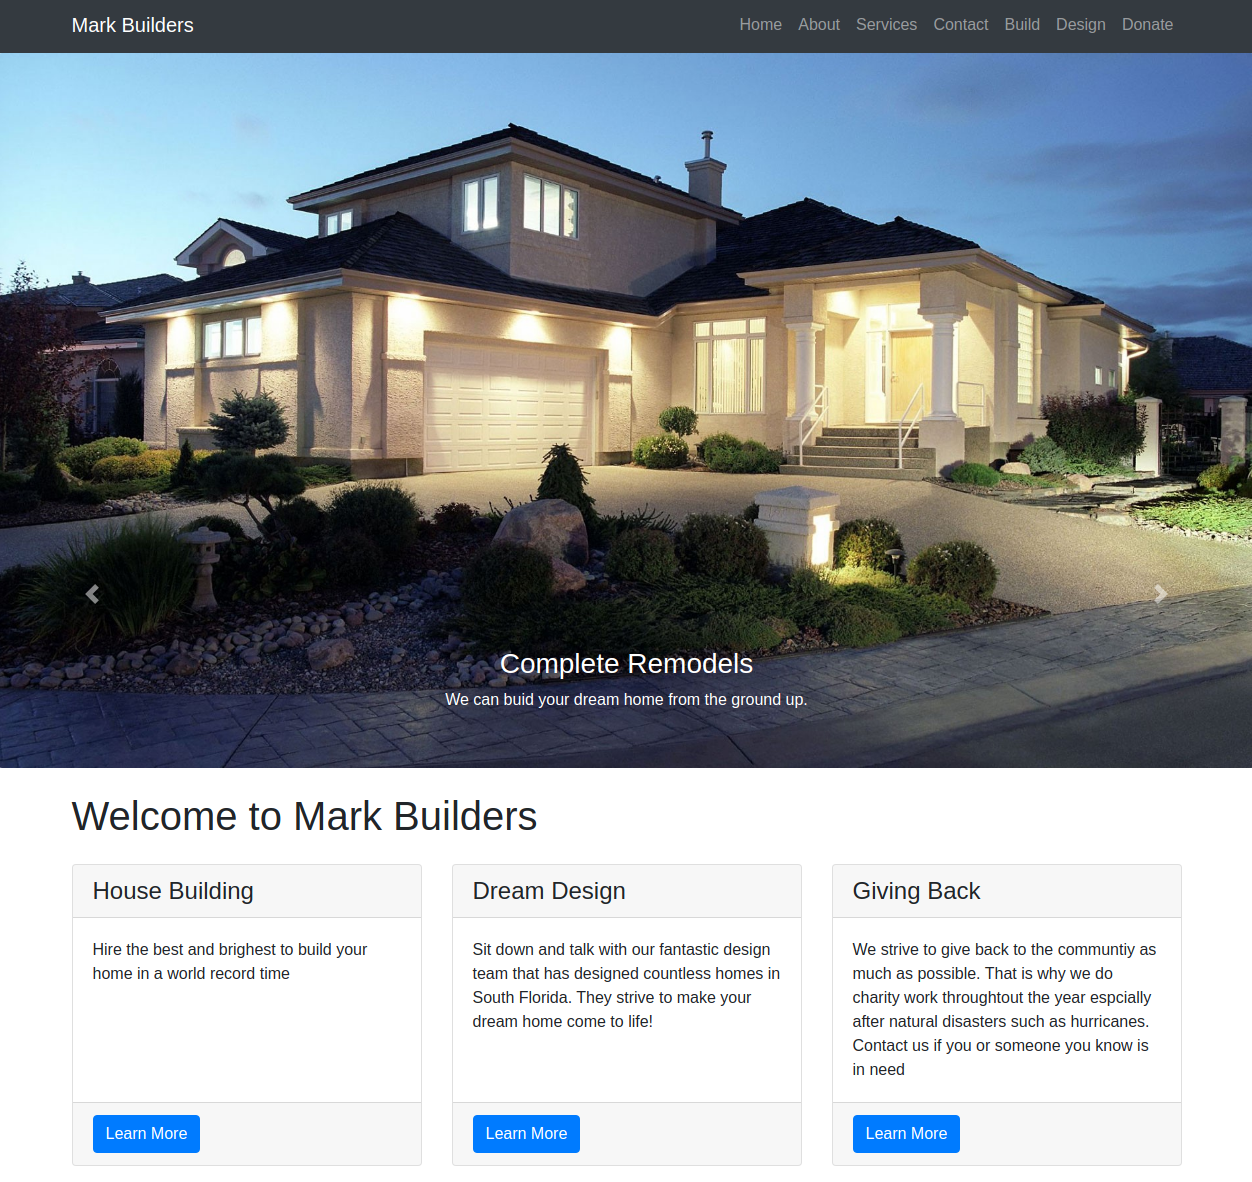 Mark Builders
Home About Services Contact Build Design Donate
Complete Remodels
We can buid your dream home from the ground up.
Welcome to Mark Builders
House Building
Hire the best and brighest to build your
home in a world record time
Learn More
Dream Design
Sit down and talk with our fantastic design
team that has designed countless homes in
South Florida. They strive to make your
dream home come to life!
Learn More
Giving Back
We strive to give back to the communtiy as
much as possible. That is why we do
charity work throughtout the year espcially
after natural disasters such as hurricanes.
Contact us if you or someone you know is
in need
Learn More